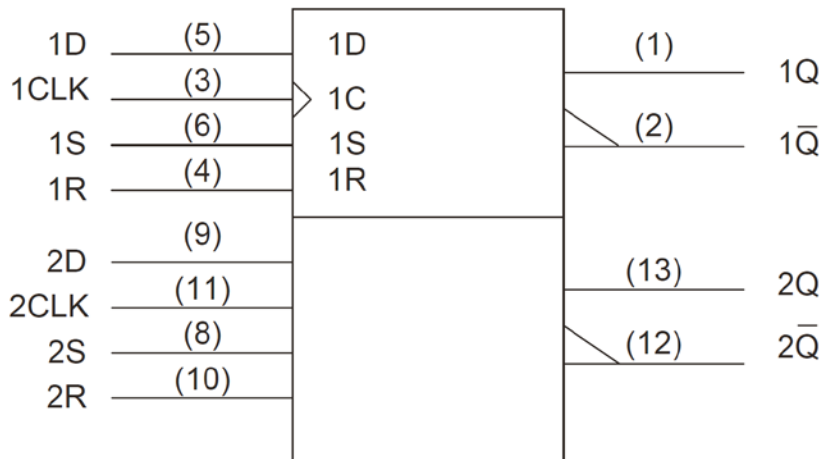 1D (5) 1D (1) 1Q
1CLK (3) 1C
1S (6) 1S (2) 1Q̅
1R (4) 1R
2D (9)
2CLK (11) (13) 2Q
2S (8) (12) 2Q̅
2R (10)